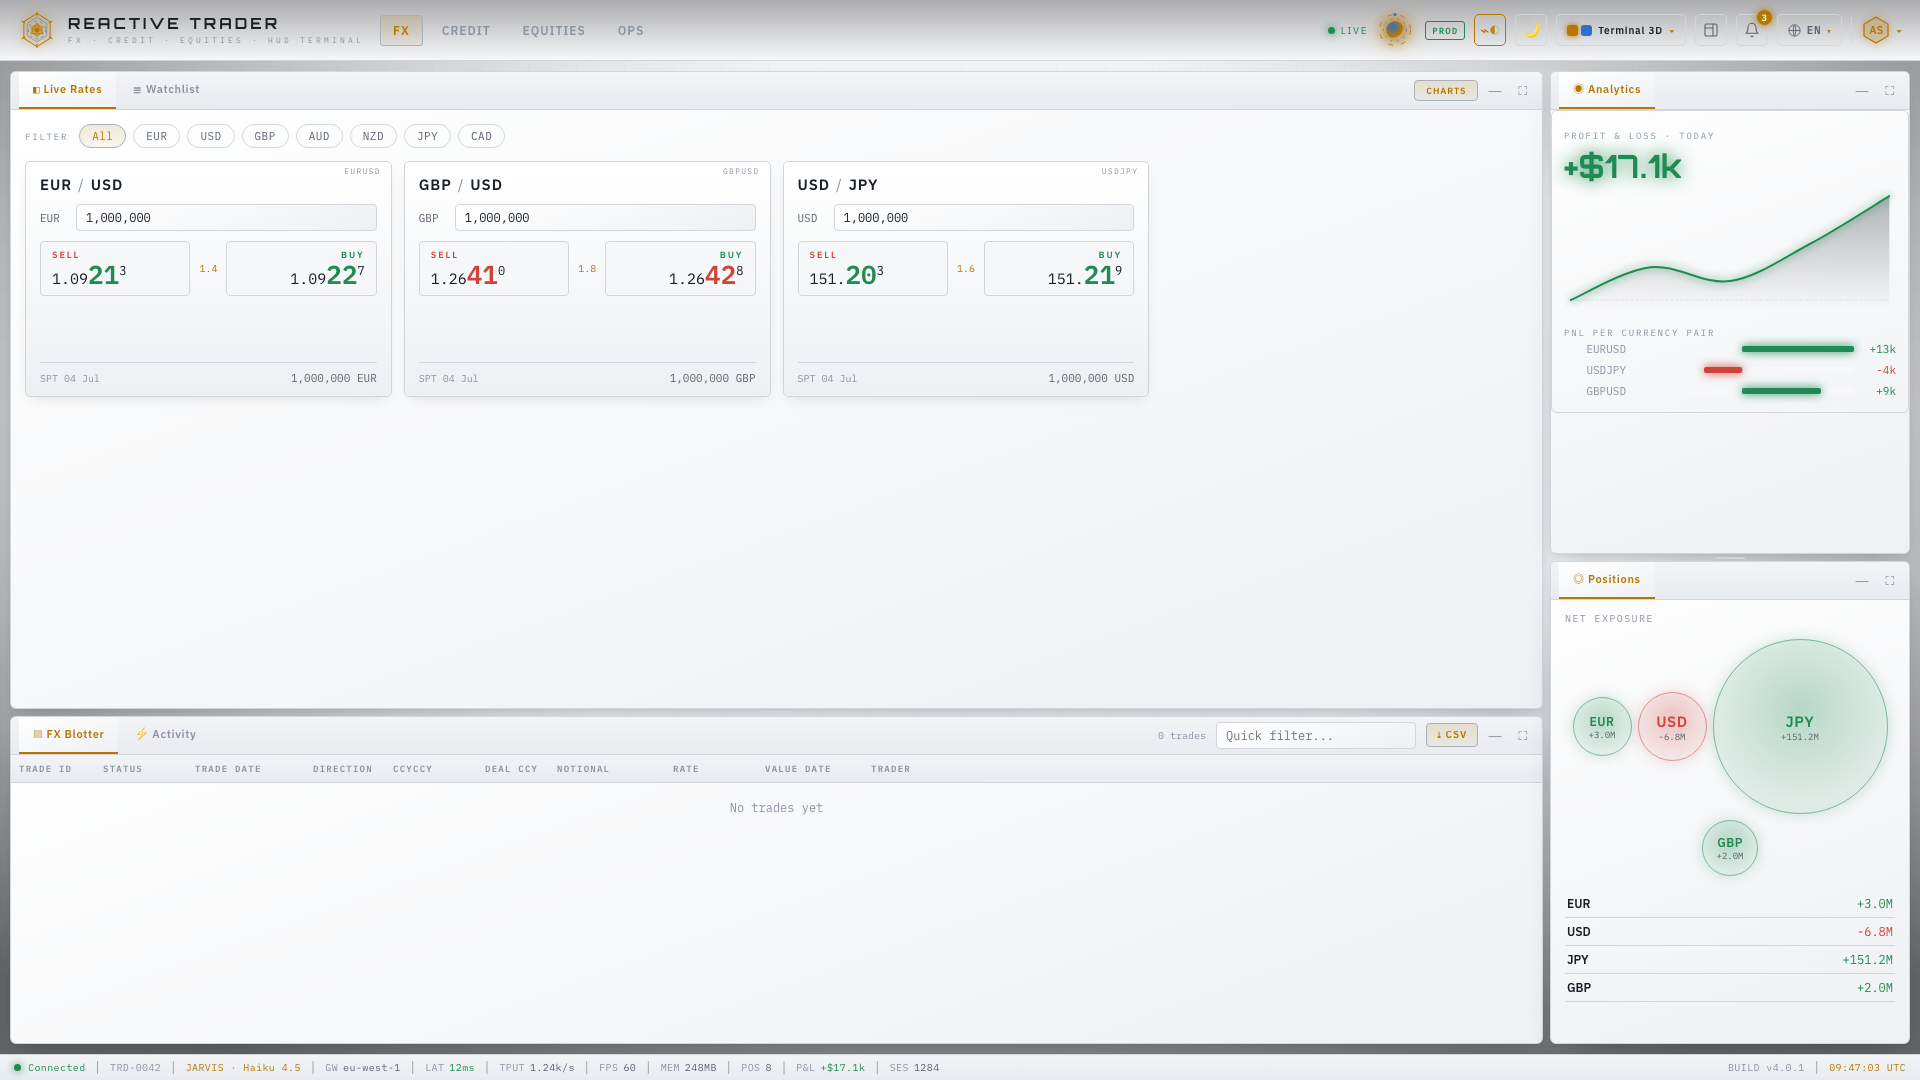 REACTIVE TRADER
FX · CREDIT · EQUITIES · HUD TERMINAL
FX CREDIT EQUITIES OPS
LIVE PROD Terminal 3D 3 EN AS
Live Rates Watchlist CHARTS
FILTER All EUR USD GBP AUD NZD JPY CAD
EURUSD
EUR / USD
EUR 1,000,000
SELL BUY
1.09213 1.4 1.09227
SPT 04 Jul 1,000,000 EUR
GBPUSD
GBP / USD
GBP 1,000,000
SELL BUY
1.26410 1.8 1.26428
SPT 04 Jul 1,000,000 GBP
USDJPY
USD / JPY
USD 1,000,000
SELL BUY
151.203 1.6 151.219
SPT 04 Jul 1,000,000 USD
Analytics
PROFIT & LOSS · TODAY
+$17.1k
PNL PER CURRENCY PAIR
EURUSD +13k
USDJPY -4k
GBPUSD +9k
Positions
NET EXPOSURE
EUR
+3.0M
USD
-6.8M
JPY
+151.2M
GBP
+2.0M
EUR +3.0M
USD -6.8M
JPY +151.2M
GBP +2.0M
FX Blotter Activity 0 trades Quick filter... ↓ CSV
TRADE ID STATUS TRADE DATE DIRECTION CCYCCY DEAL CCY NOTIONAL RATE VALUE DATE TRADER
No trades yet
Connected TRD-0042 JARVIS · Haiku 4.5 GW eu-west-1 LAT 12ms TPUT 1.24k/s FPS 60 MEM 248MB POS 8 P&L +$17.1k SES 1284 BUILD v4.0.1 09:47:03 UTC